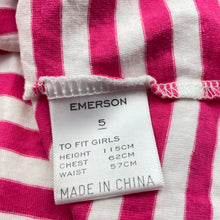 EMERSON
5
TO FIT GIRLS
HEIGHT 115CM
CHEST 62CM
WAIST 57CM
MADE IN CHINA